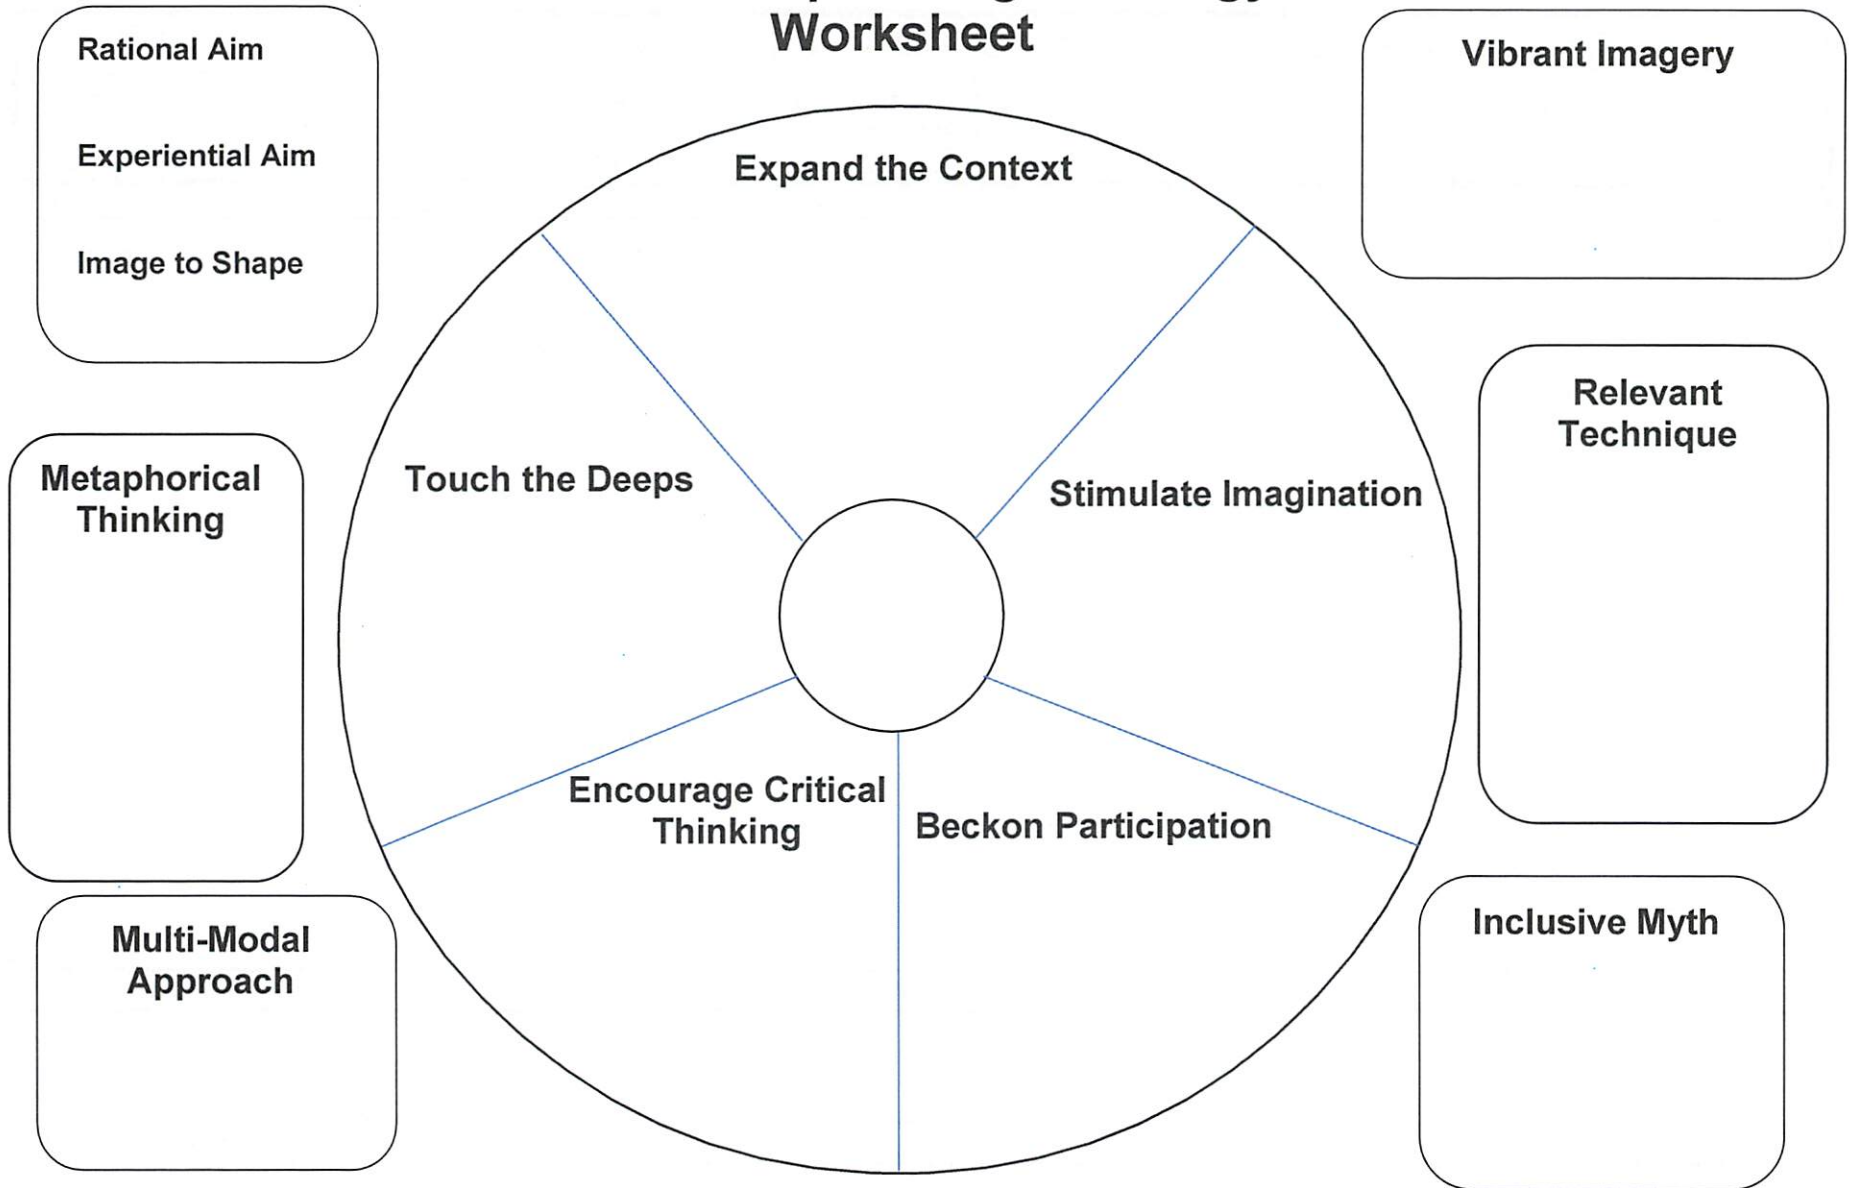 Worksheet
Rational Aim
Experiential Aim
Image to Shape
Vibrant Imagery
Expand the Context
Relevant
Technique
Touch the Deeps
Stimulate Imagination
Metaphorical
Thinking
Encourage Critical
Thinking
Beckon Participation
Multi-Modal
Approach
Inclusive Myth